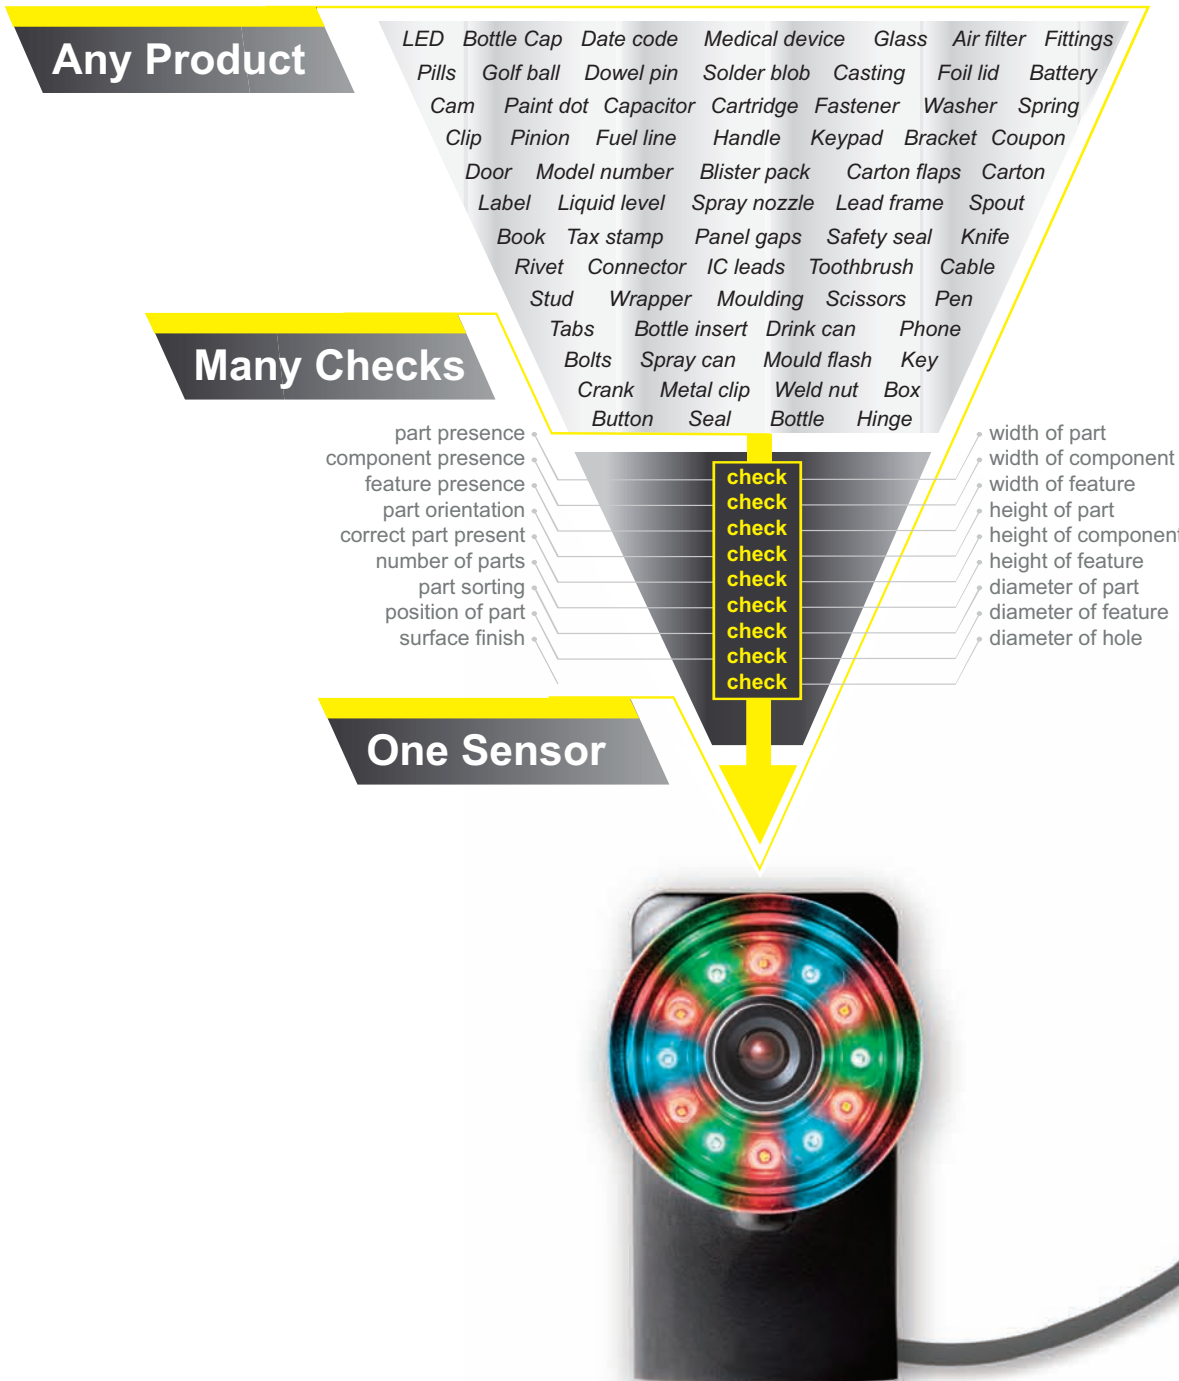 Any Product
LED Bottle Cap Date code Medical device Glass Air filter Fittings
Pills Golf ball Dowel pin Solder blob Casting Foil lid Battery
Cam Paint dot Capacitor Cartridge Fastener Washer Spring
Clip Pinion Fuel line Handle Keypad Bracket Coupon
Door Model number Blister pack Carton flaps Carton
Label Liquid level Spray nozzle Lead frame Spout
Book Tax stamp Panel gaps Safety seal Knife
Rivet Connector IC leads Toothbrush Cable
Stud Wrapper Moulding Scissors Pen
Tabs Bottle insert Drink can Phone
Bolts Spray can Mould flash Key
Crank Metal clip Weld nut Box
Button Seal Bottle Hinge
Many Checks
part presence
component presence
feature presence
part orientation
correct part present
number of parts
part sorting
position of part
surface finish
check
check
check
check
check
check
check
check
check
width of part
width of component
width of feature
height of part
height of component
height of feature
diameter of part
diameter of feature
diameter of hole
One Sensor